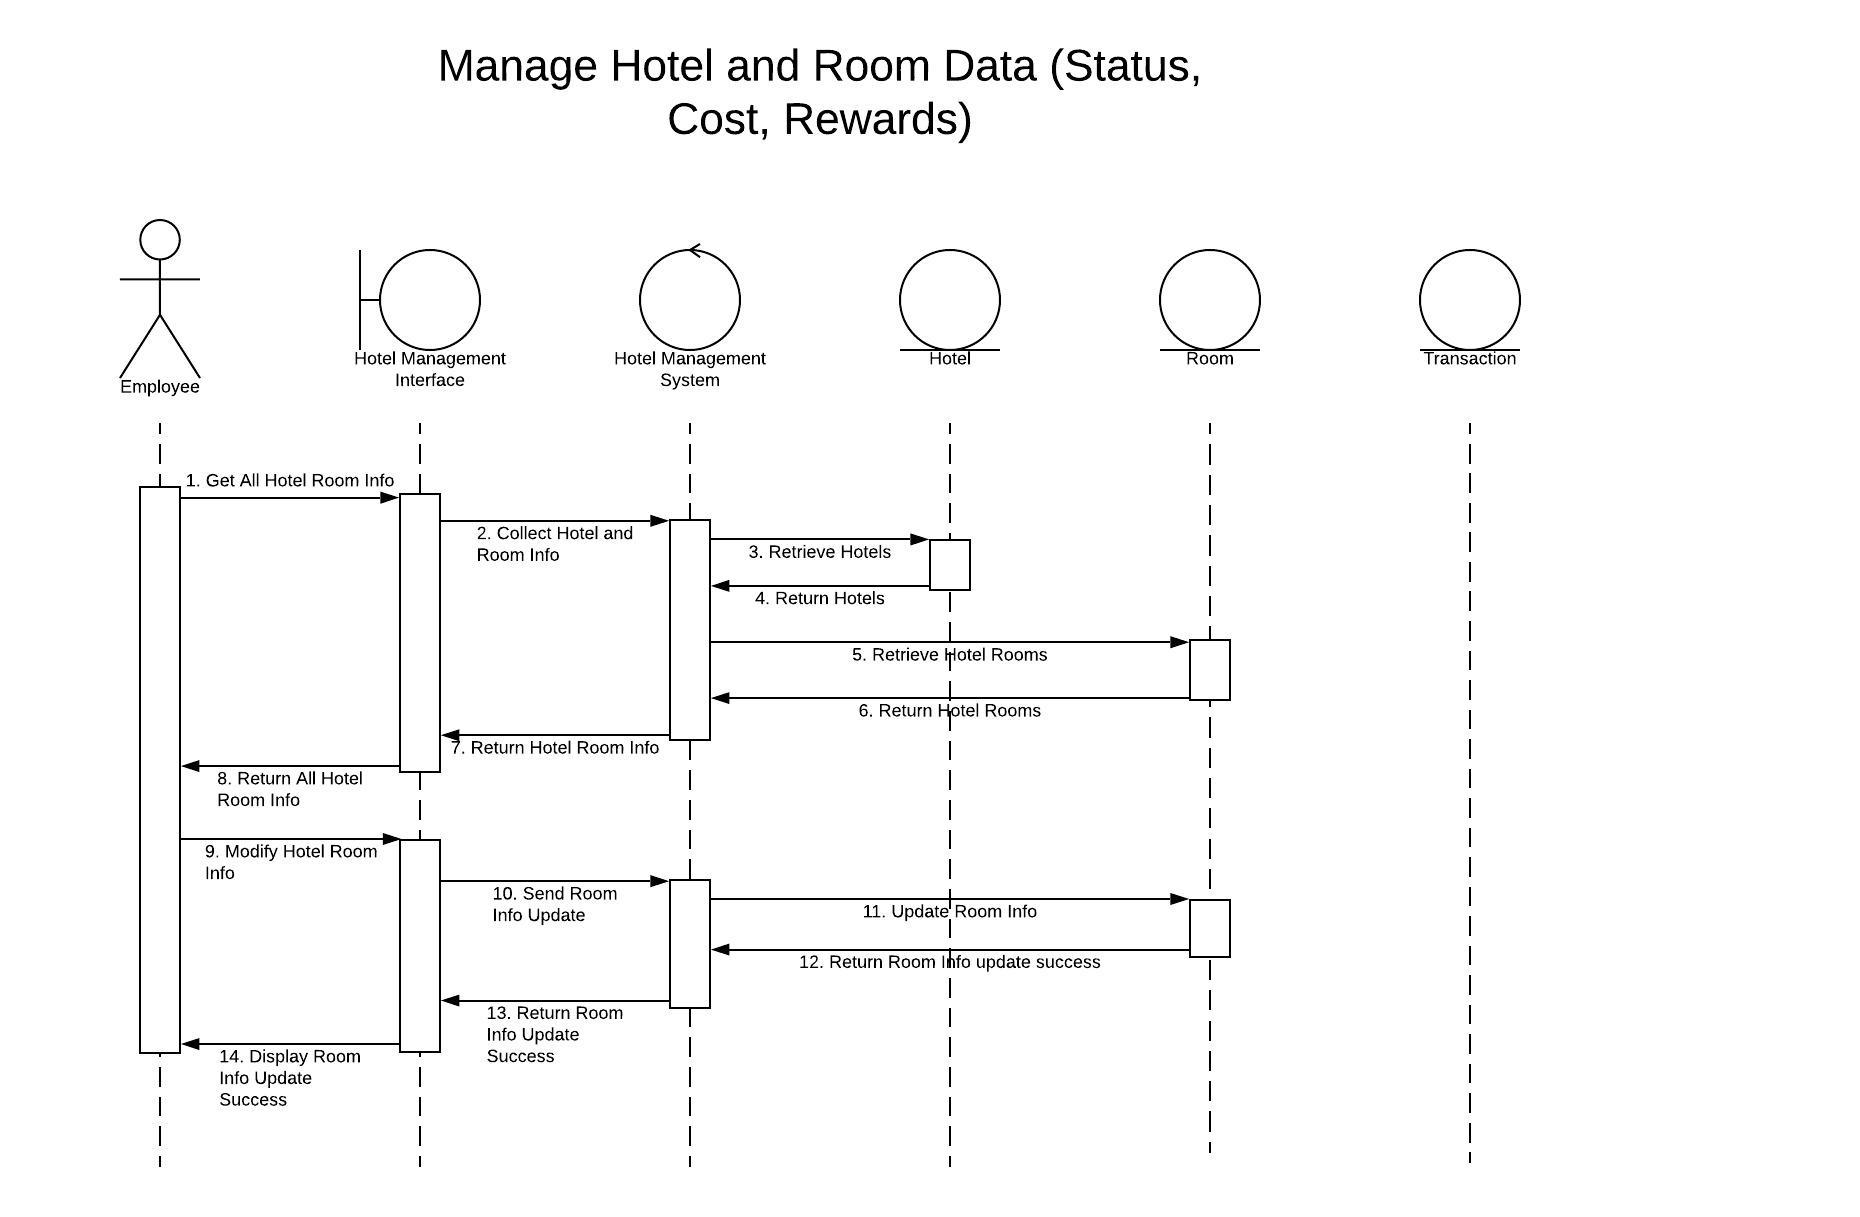 Manage Hotel and Room Data (Status,
Cost, Rewards)
Employee
Hotel Management
Interface
Hotel Management
System
Hotel
Room
Transaction
1. Get All Hotel Room Info
2. Collect Hotel and
Room Info
3. Retrieve Hotels
4. Return Hotels
5. Retrieve Hotel Rooms
6. Return Hotel Rooms
7. Return Hotel Room Info
8. Return All Hotel
Room Info
9. Modify Hotel Room
Info
10. Send Room
Info Update
11. Update Room Info
12. Return Room Info update success
13. Return Room
Info Update
Success
14. Display Room
Info Update
Success